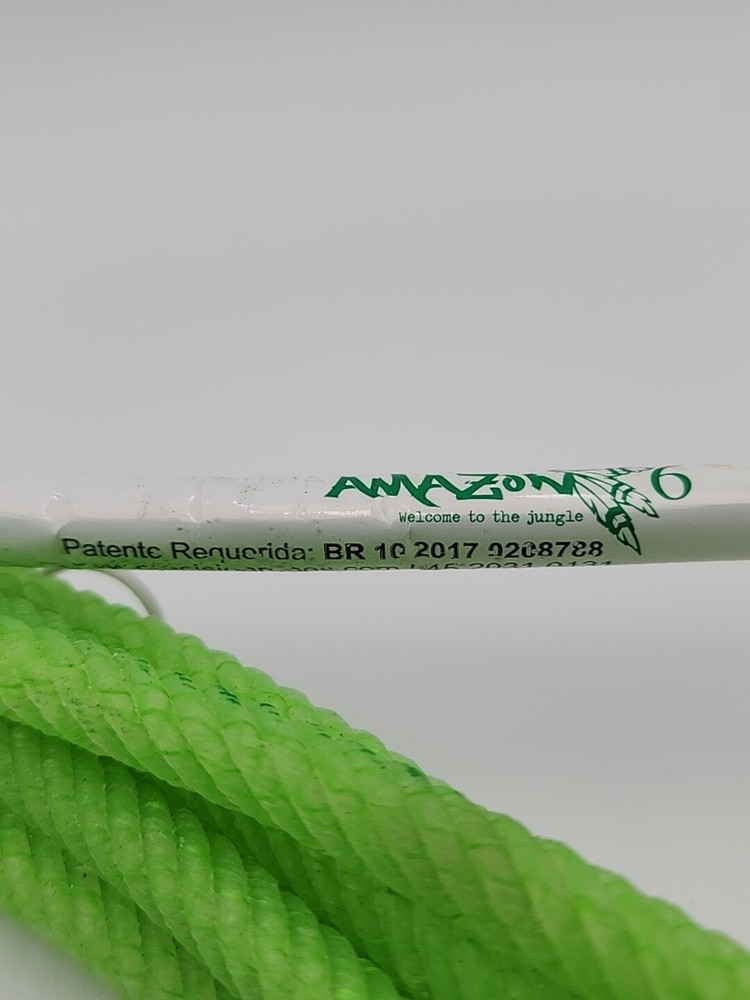 AMAZON 6
Welcome to the jungle
Patente Requerida: BR 10 2017 0208788